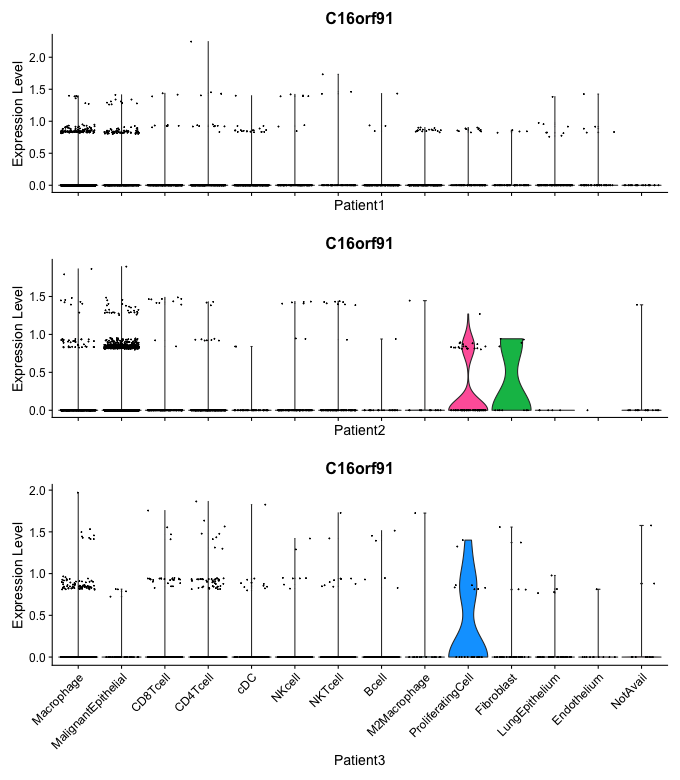 C16orf91
Expression Level
2.0
1.5
1.0
0.5
0.0
Patient1
C16orf91
Expression Level
1.5
1.0
0.5
0.0
Patient2
C16orf91
Expression Level
2.0
1.5
1.0
0.5
0.0
Macrophage
MalignantEpithelial
CD8Tcell
CD4Tcell
cDC
NKcell
NKTcell
Bcell
M2Macrophage
ProliferatingCell
Fibroblast
LungEpithelium
Endothelium
NotAvail
Patient3